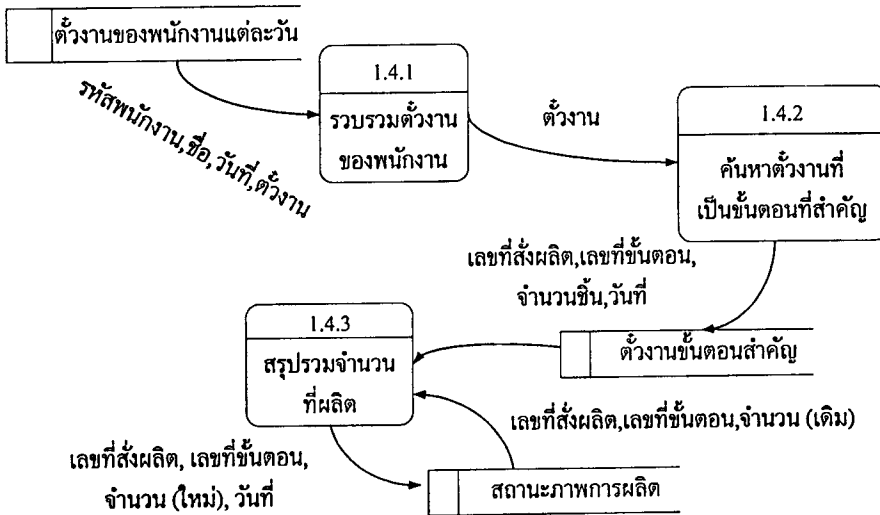 ตั๋วงานของพนักงานแต่ละวัน
รหัสพนักงาน,ชื่อ,วันที่,ตั๋วงาน
1.4.1
รวบรวมตั๋วงาน
ของพนักงาน
ตั๋วงาน
1.4.2
ค้นหาตั๋วงานที่
เป็นขั้นตอนที่สำคัญ
เลขที่สั่งผลิต,เลขที่ขั้นตอน,
จำนวนชิ้น,วันที่
ตั๋วงานขั้นตอนสำคัญ
1.4.3
สรุปรวมจำนวน
ที่ผลิต
เลขที่สั่งผลิต,เลขที่ขั้นตอน,จำนวน (เดิม)
เลขที่สั่งผลิต, เลขที่ขั้นตอน,
จำนวน (ใหม่), วันที่
สถานะภาพการผลิต